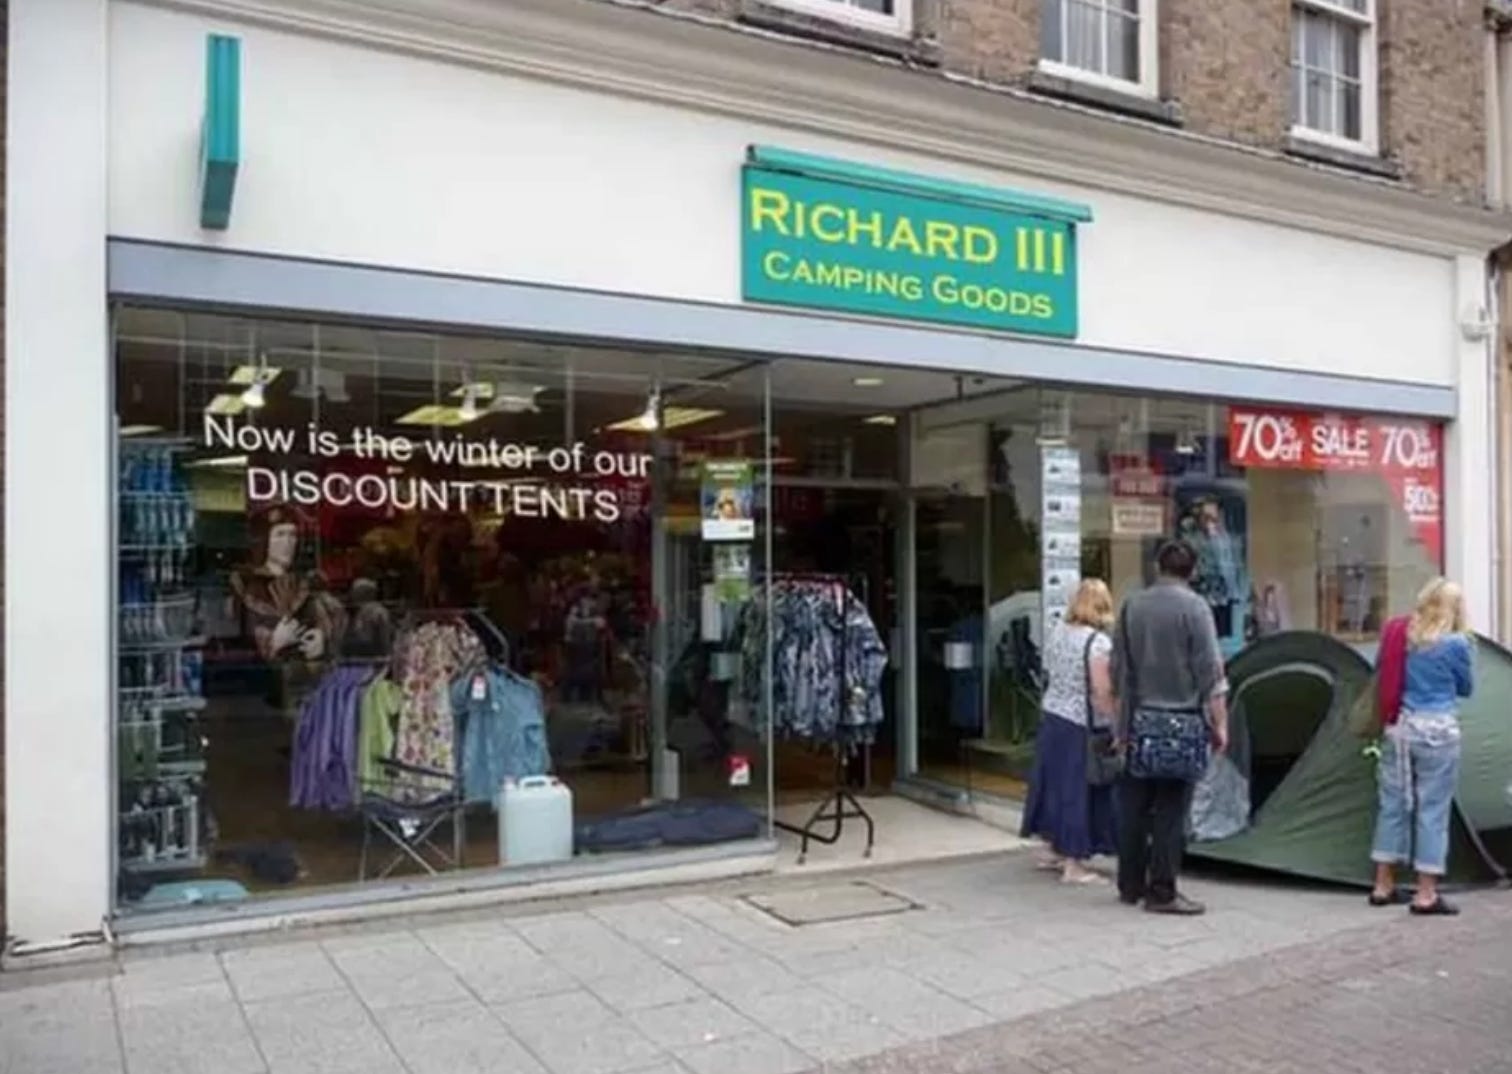 RICHARD III
CAMPING GOODS
Now is the winter of our
DISCOUNT TENTS
70% off SALE 70% off